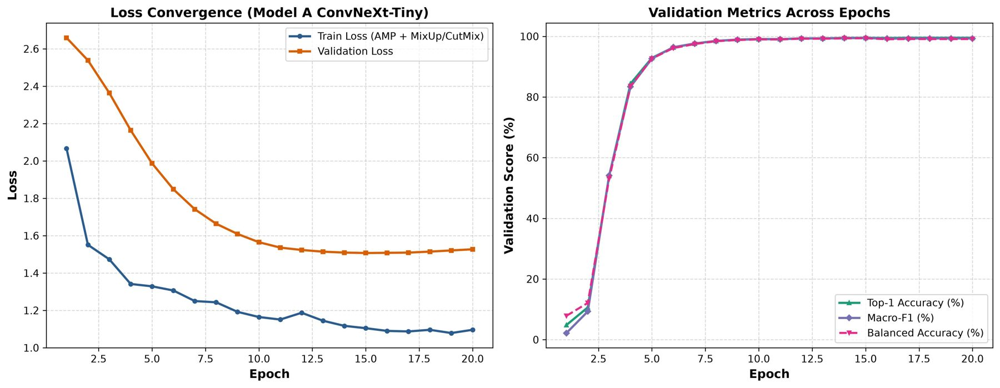 Loss Convergence (Model A ConvNeXt-Tiny)
Train Loss (AMP + MixUp/CutMix)
Validation Loss
Loss
2.6
2.4
2.2
2.0
1.8
1.6
1.4
1.2
1.0
2.5 5.0 7.5 10.0 12.5 15.0 17.5 20.0
Epoch
Validation Metrics Across Epochs
Validation Score (%)
100
80
60
40
20
0
Top-1 Accuracy (%)
Macro-F1 (%)
Balanced Accuracy (%)
2.5 5.0 7.5 10.0 12.5 15.0 17.5 20.0
Epoch